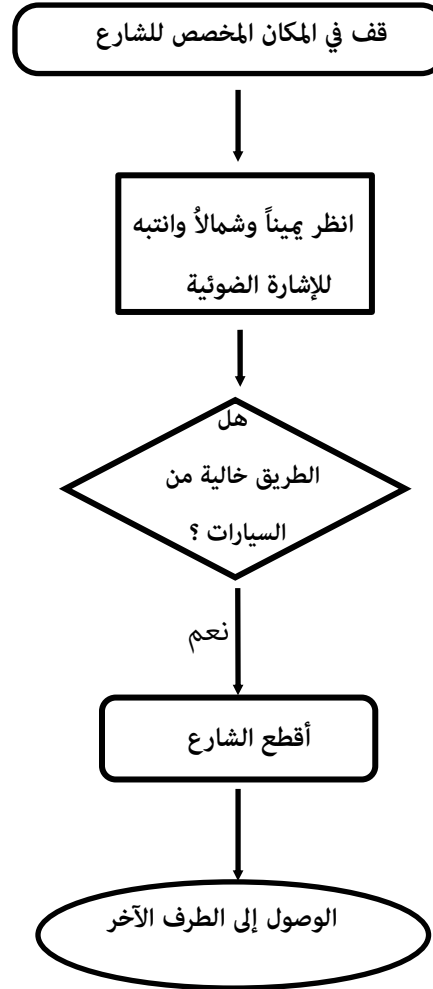 قف في المكان المخصص للشارع
انظر يميناً وشمالاُ وانتبه
للإشارة الضوئية
هل
الطريق خالية من
السيارات ؟
نعم
أقطع الشارع
الوصول إلى الطرف الآخر